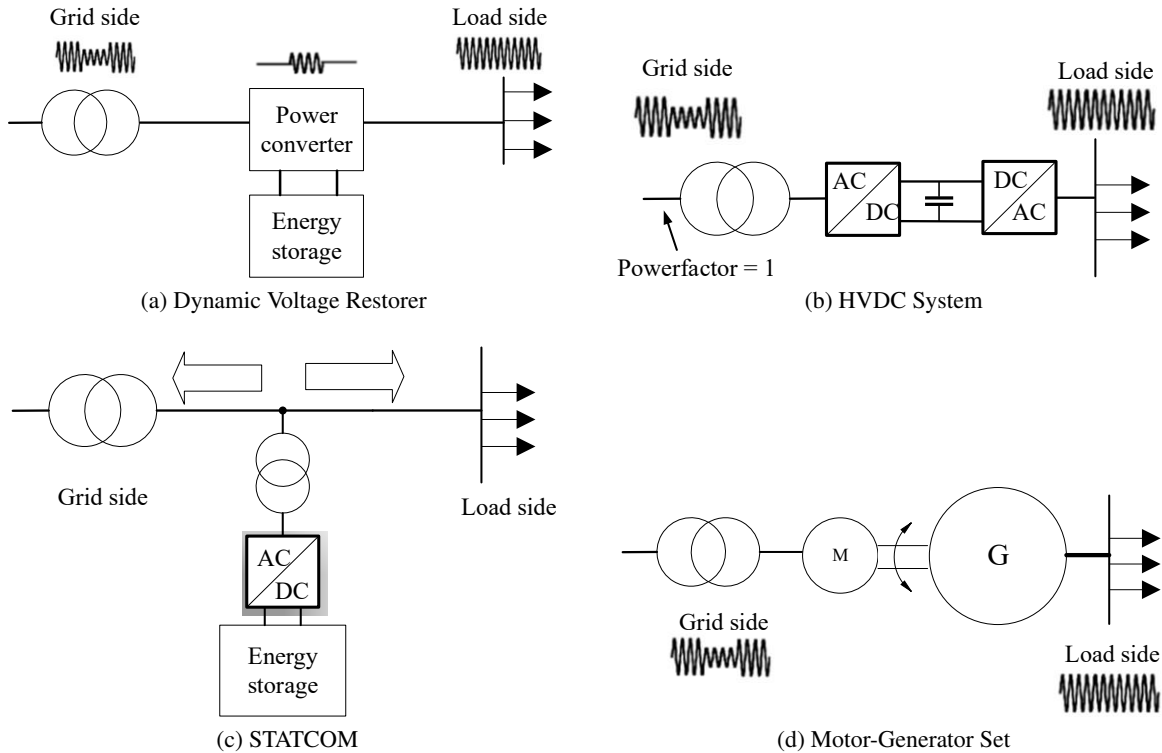 Grid side
Load side
Power
converter
Energy
storage
(a) Dynamic Voltage Restorer
Grid side
Load side
AC
DC
DC
AC
Powerfactor = 1
(b) HVDC System
Grid side
Load side
AC
DC
Energy
storage
(c) STATCOM
M
G
Grid side
Load side
(d) Motor-Generator Set